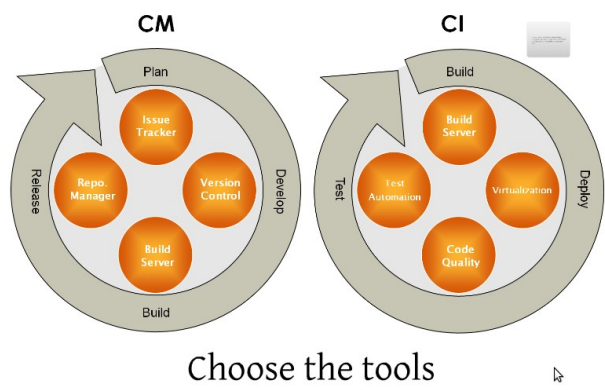 CM
Plan
Issue
Tracker
Release
Repo.
Manager
Version
Control
Develop
Build
Server
Build
CI
Build
Build
Server
Test
Test
Automation
Virtualization
Deploy
Code
Quality
Choose the tools